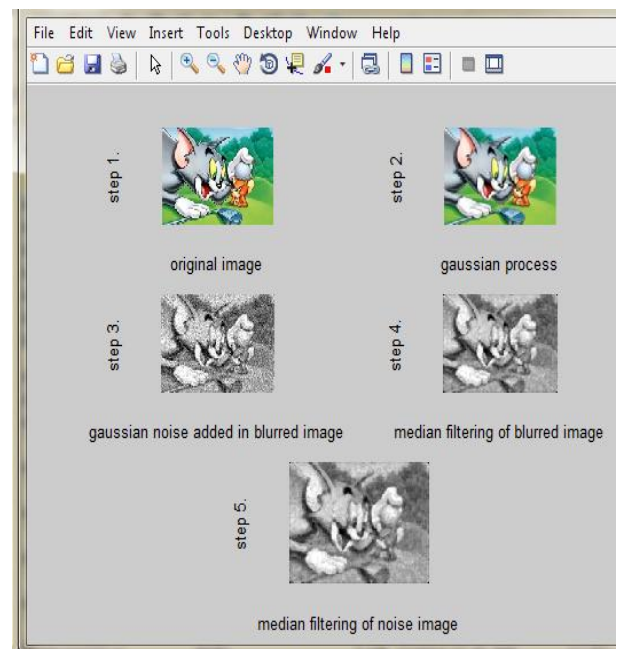 File Edit View Insert Tools Desktop Window Help
step 1.
original image
step 2.
gaussian process
step 3.
gaussian noise added in blurred image
step 4.
median filtering of blurred image
step 5.
median filtering of noise image